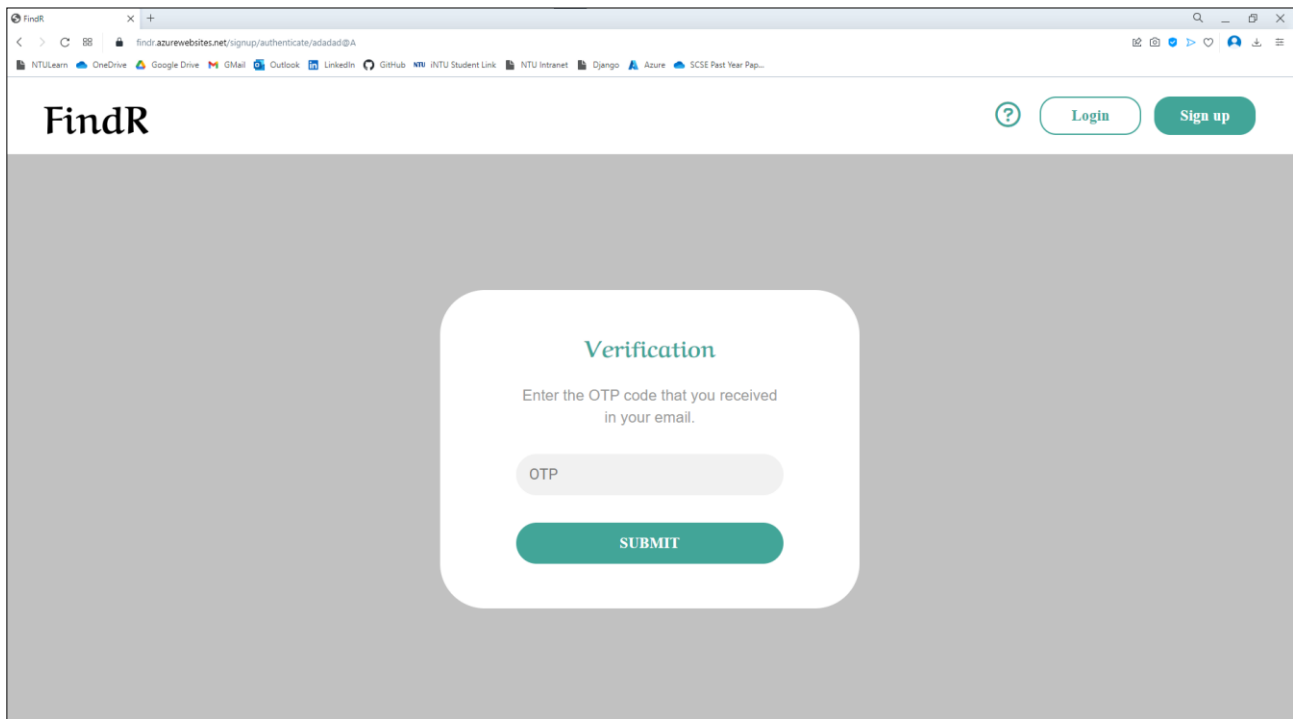 FindR
findr.azurewebsites.net/signup/authenticate/adadad@A
NTULearn OneDrive Google Drive GMail Outlook LinkedIn GitHub NTU iNTU Student Link NTU Intranet Django Azure SCSE Past Year Pap...
FindR ? Login Sign up
Verification
Enter the OTP code that you received
in your email.
OTP
SUBMIT